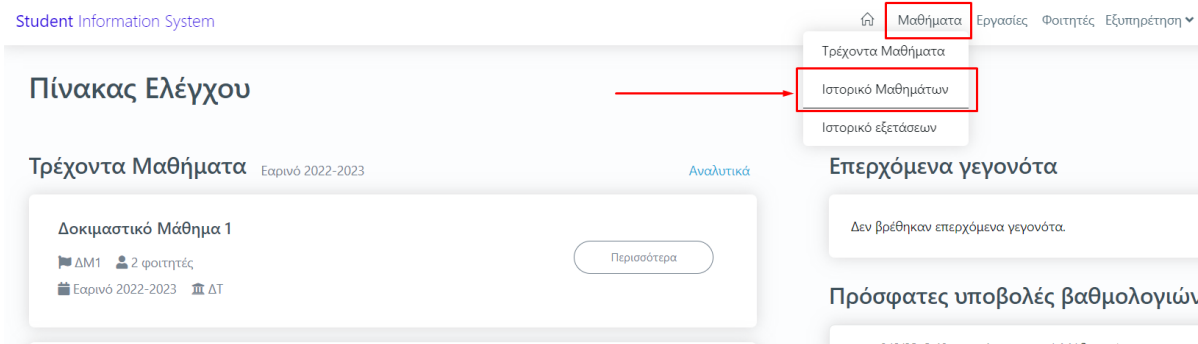 Student Information System
Μαθήματα Εργασίες Φοιτητές Εξυπηρέτηση
Τρέχοντα Μαθήματα
Ιστορικό Μαθημάτων
Ιστορικό εξετάσεων
Πίνακας Ελέγχου
Τρέχοντα Μαθήματα Εαρινό 2022-2023 Αναλυτικά
Δοκιμαστικό Μάθημα 1
ΔΜ1 2 φοιτητές
Εαρινό 2022-2023 ΔΤ
Περισσότερα
Επερχόμενα γεγονότα
Δεν βρέθηκαν επερχόμενα γεγονότα.
Πρόσφατες υποβολές βαθμολογιών